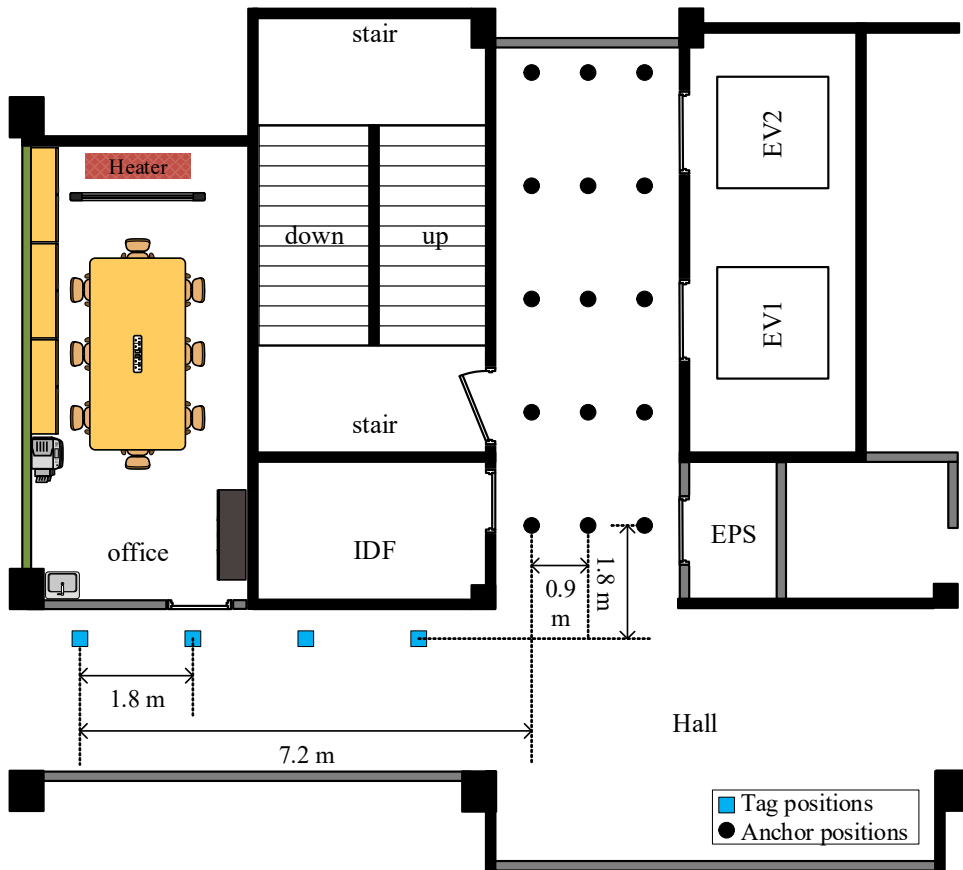 stair
EV2
Heater
down
up
EV1
stair
office
IDF
EPS
0.9
m
1.8 m
1.8 m
Hall
7.2 m
Tag positions
Anchor positions